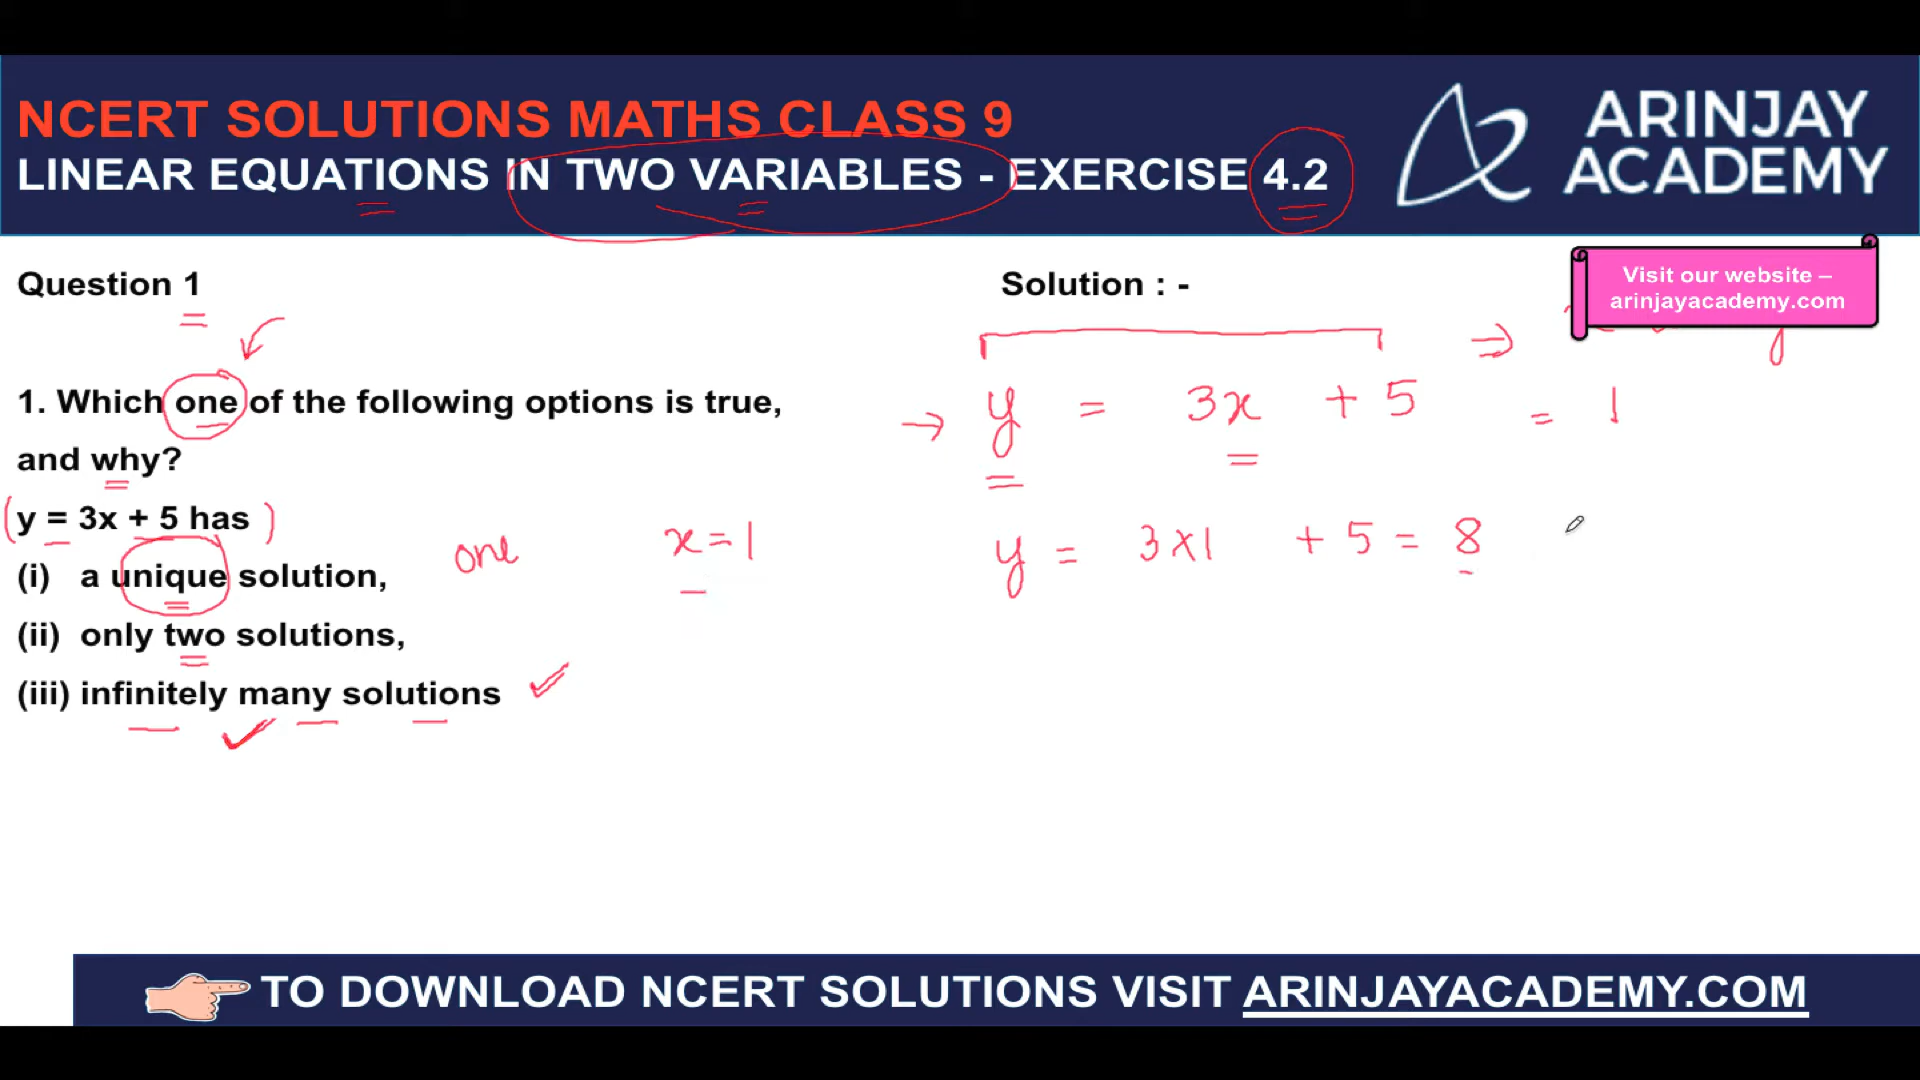 NCERT SOLUTIONS MATHS CLASS 9
LINEAR EQUATIONS IN TWO VARIABLES - EXERCISE 4.2
ARINJAY
ACADEMY
Question 1
1. Which one of the following options is true,
and why?
(y = 3x + 5 has)
(i) a unique solution,
one
x = 1
(ii) only two solutions,
(iii) infinitely many solutions
Solution : -
Visit our website –
arinjayacademy.com
y = 3x + 5
= 1
y = 3 x 1 + 5 = 8
TO DOWNLOAD NCERT SOLUTIONS VISIT ARINJAYACADEMY.COM